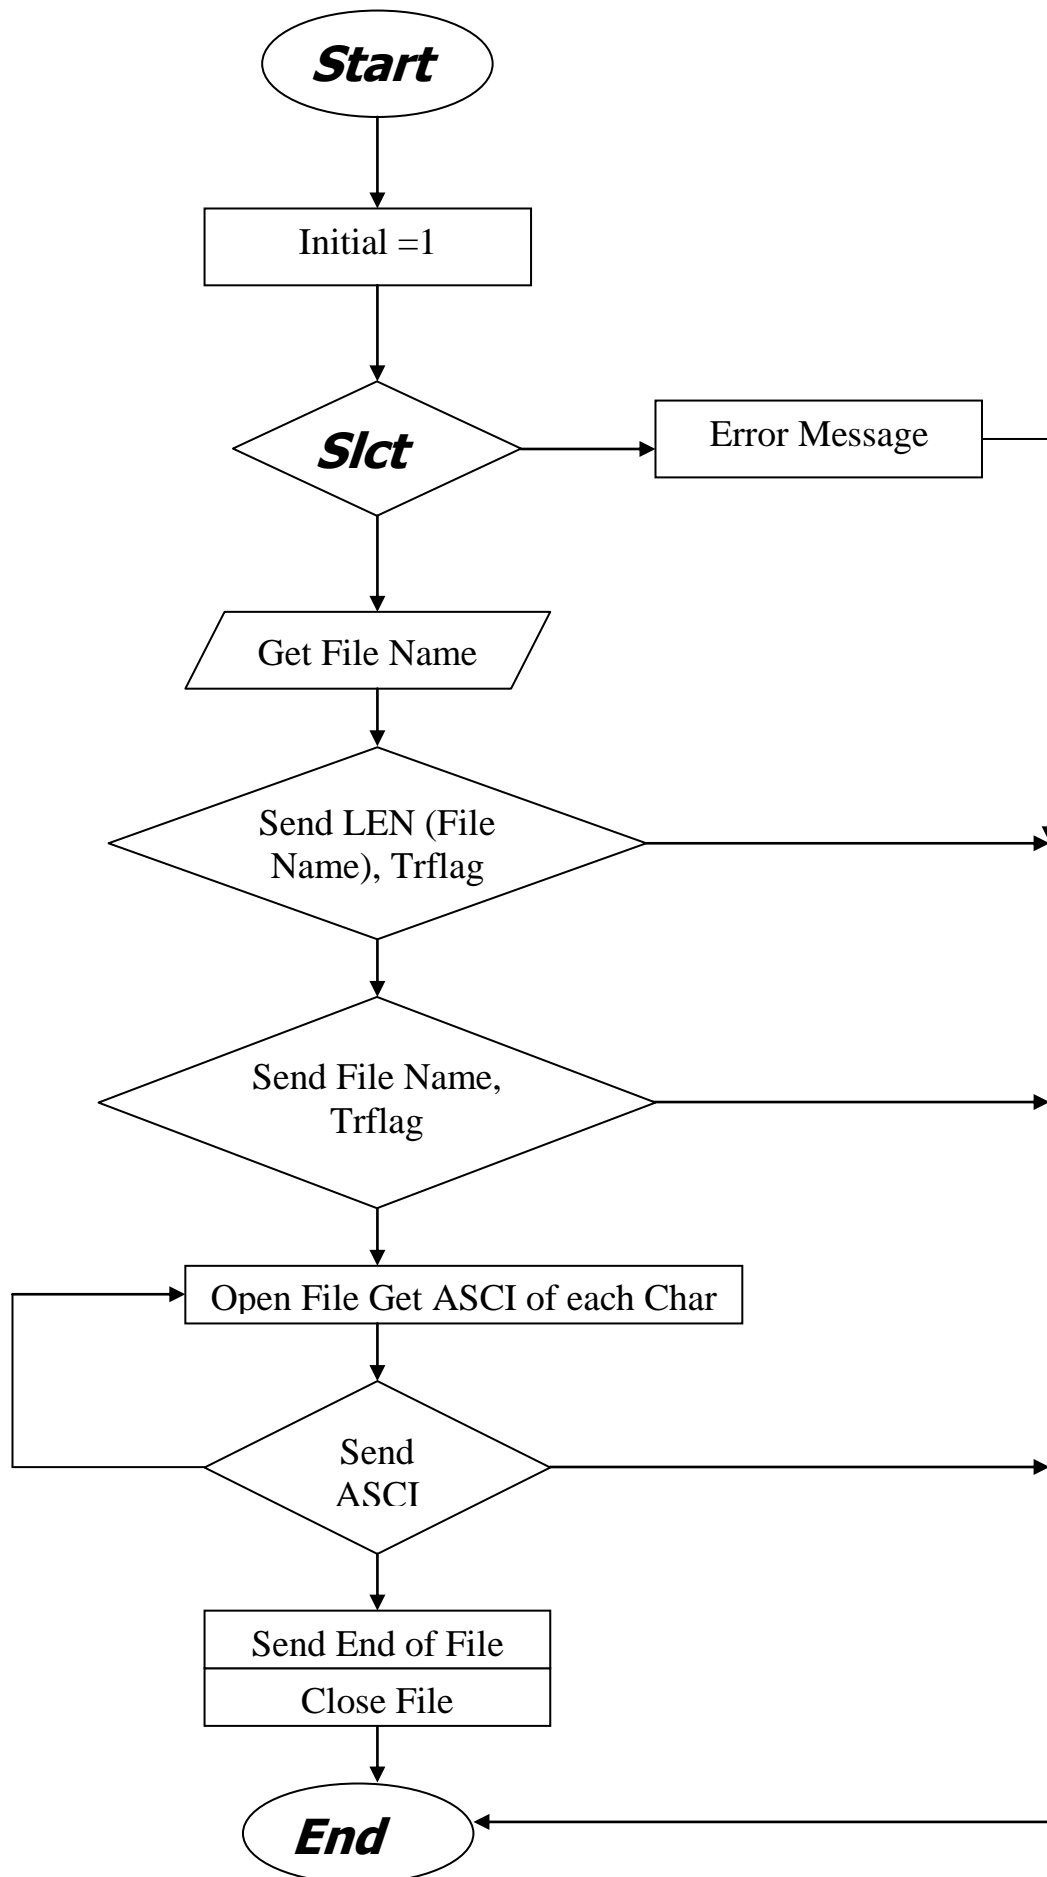 Start
Initial =1
Slct
Error Message
Get File Name
Send LEN (File
Name), Trflag
Send File Name,
Trflag
Open File Get ASCI of each Char
Send
ASCI
Send End of File
Close File
End